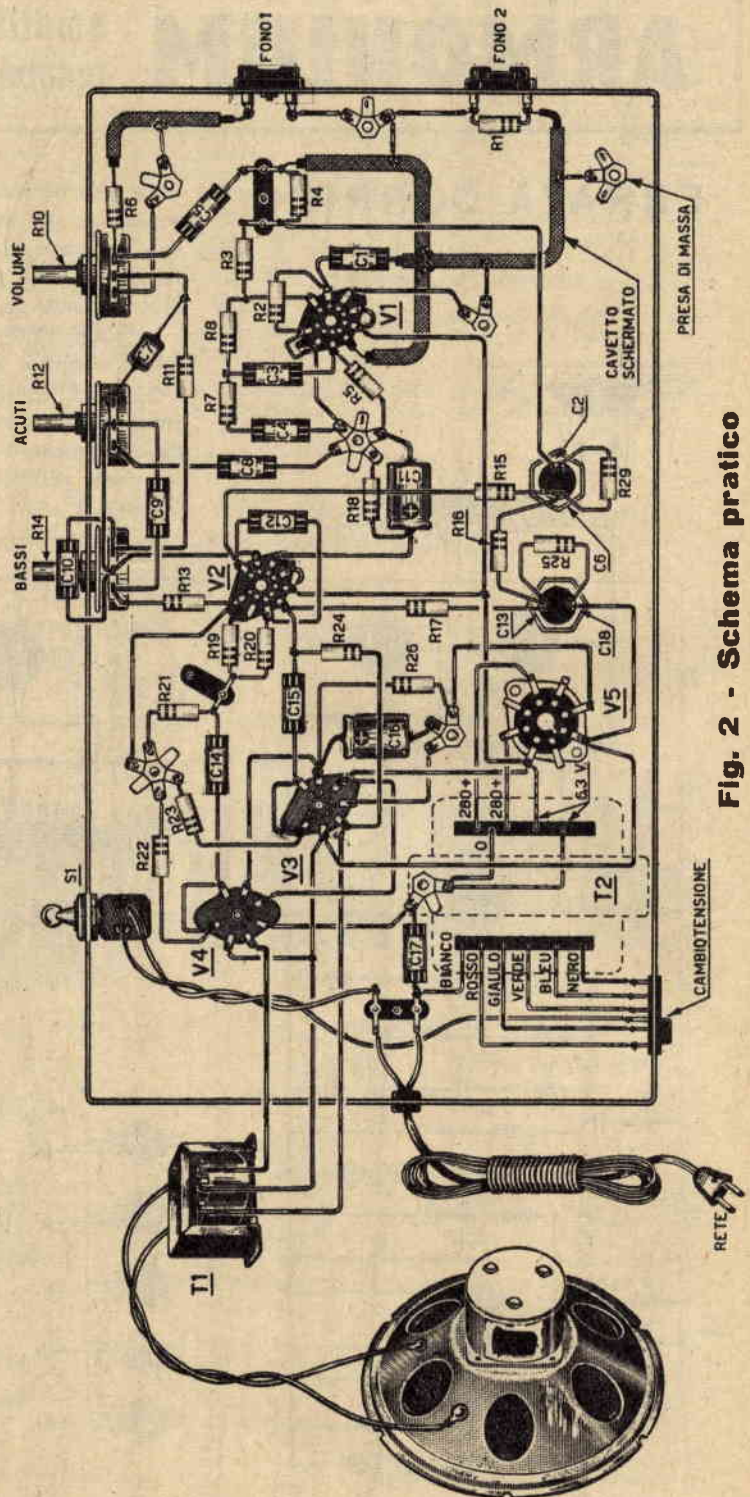 BASSI
R14
ACUTI
R12
VOLUME
R10
S1
C10
C9
C7
R11
R6
C5
FONO 1
FONO 2
R1
R4
R3
R8
R7
R2
C1
V1
C3
C4
C8
R5
R18
C11
C12
V2
R13
R19
R20
R21
C14
C15
R24
R22
R23
V4
V3
R26
C16
R17
R16
R15
C2
R29
C6
R25
C13
C18
V5
280+
280+
0
6.3 V
T2
C17
BIANCO
ROSSO
GIALLO
VERDE
BLEU
NERO
CAMBIOTENSIONE
CAVETTO
SCHERMATO
PRESA DI MASSA
T1
RETE
Fig. 2 - Schema pratico